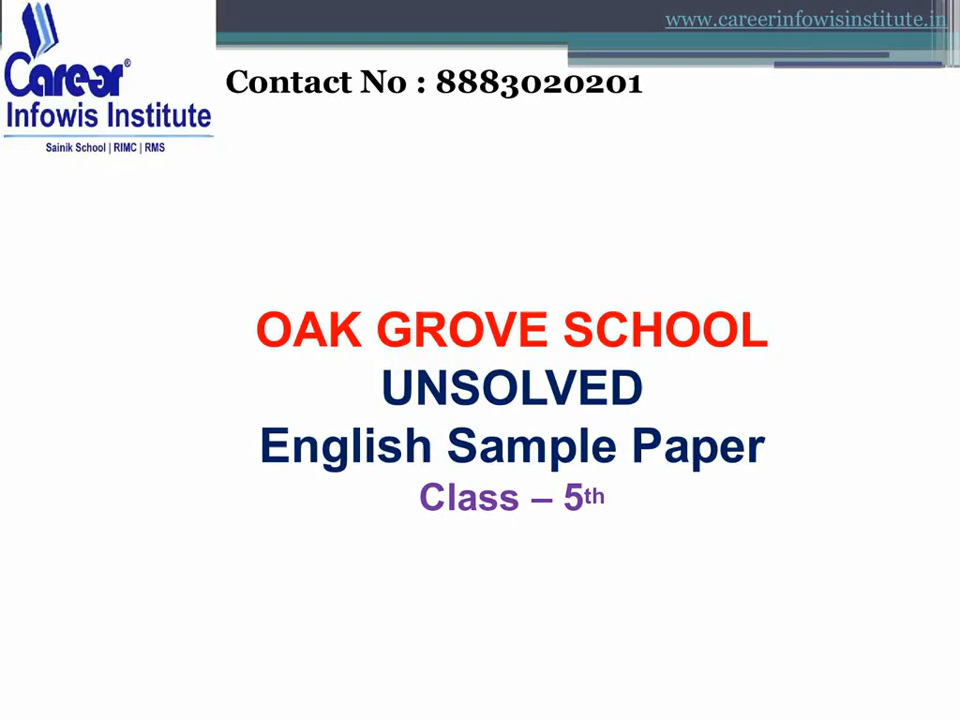 www.careerinfowisinstitute.in
Career®
Infowis Institute
Sainik School | RIMC | RMS
Contact No : 8883020201
OAK GROVE SCHOOL
UNSOLVED
English Sample Paper
Class – 5th